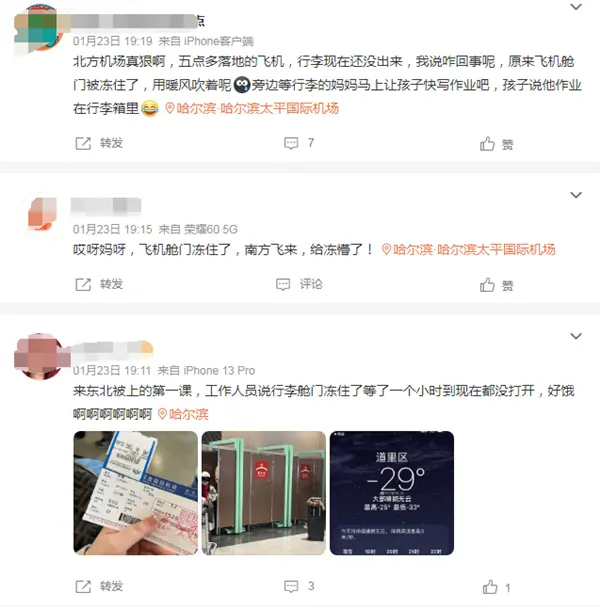 点
01月23日 19:19 来自 iPhone客户端
北方机场真狠啊，五点多落地的飞机，行李现在还没出来，我说咋回事呢，原来飞机舱
门被冻住了，用暖风吹着呢 旁边等行李的妈妈马上让孩子快写作业吧，孩子说他作业
在行李箱里 哈尔滨·哈尔滨太平国际机场
转发 7 赞
01月23日 19:15 来自 荣耀60 5G
哎呀妈呀，飞机舱门冻住了，南方飞来，给冻懵了！ 哈尔滨·哈尔滨太平国际机场
转发 评论 赞
01月23日 19:11 来自 iPhone 13 Pro
来东北被上的第一课，工作人员说行李舱门冻住了等了一个小时到现在都没打开，好饿
啊啊啊啊啊啊 哈尔滨
道里区
-29°
大部晴朗无云
最高-25° 最低-33°
转发 3 1